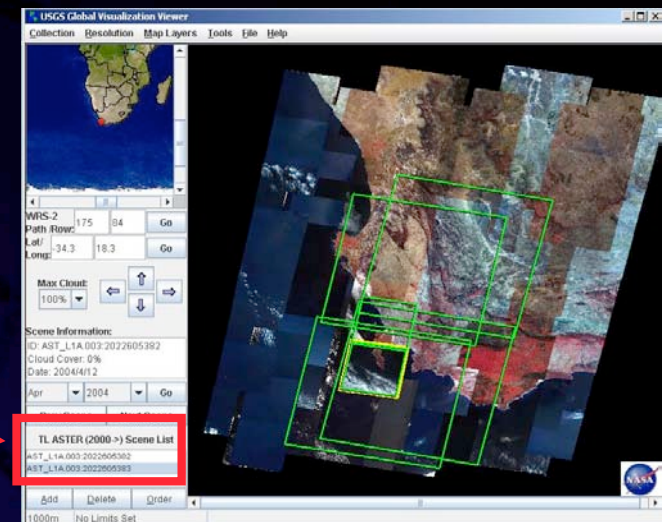 USGS Global Visualization Viewer
Collection Resolution Map Layers Tools File Help
WRS-2
Path /Row: 175 84 Go
Lat/
Long: -34.3 18.3 Go
Max Cloud:
100%
Scene Information:
ID: AST_L1A.003:2022605382
Cloud Cover: 0%
Date: 2004/4/12
Apr 2004 Go
TL ASTER (2000->) Scene List
AST_L1A.003:2022605382
AST_L1A.003:2022605383
Add Delete Order
1000m No Limits Set
NASA